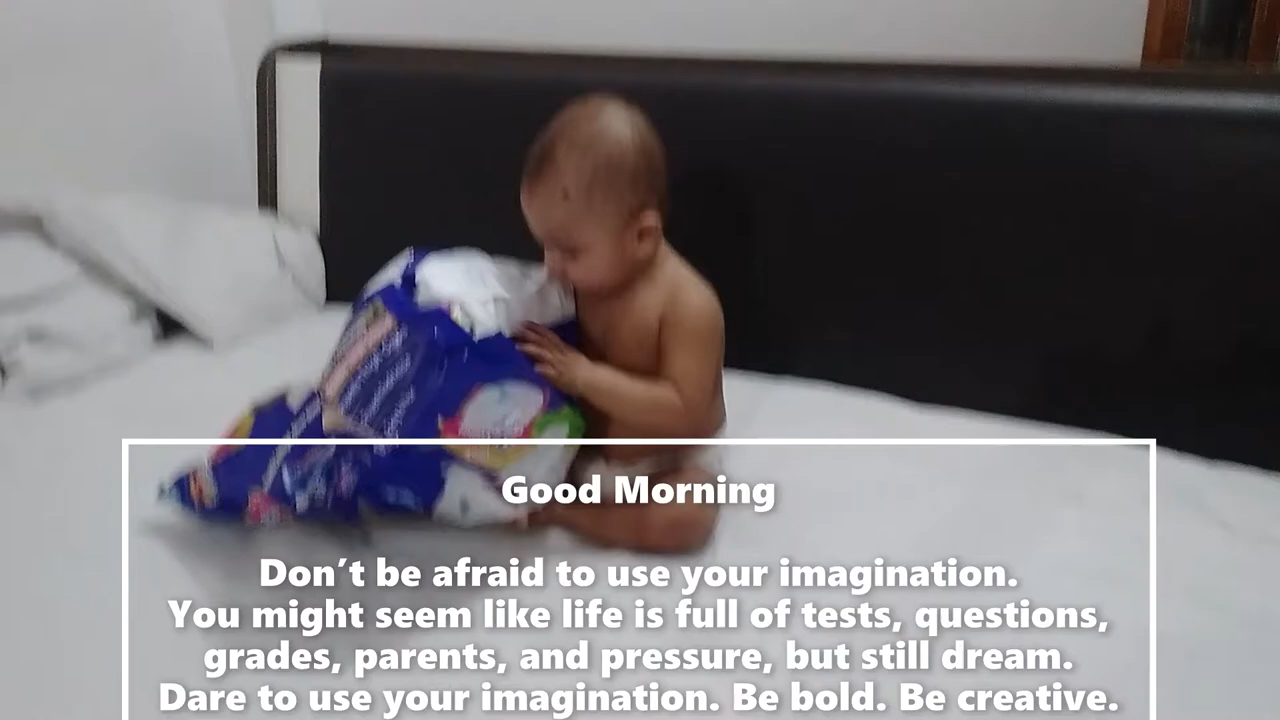 Good Morning
Don’t be afraid to use your imagination.
You might seem like life is full of tests, questions,
grades, parents, and pressure, but still dream.
Dare to use your imagination. Be bold. Be creative.